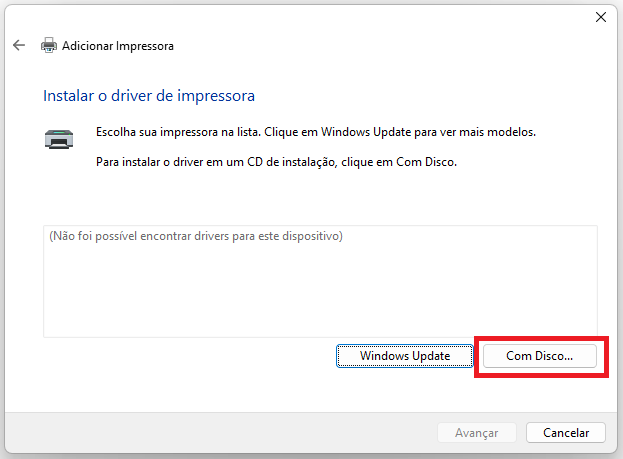 Adicionar Impressora
Instalar o driver de impressora
Escolha sua impressora na lista. Clique em Windows Update para ver mais modelos.
Para instalar o driver em um CD de instalação, clique em Com Disco.
(Não foi possível encontrar drivers para este dispositivo)
Windows Update
Com Disco...
Avançar
Cancelar